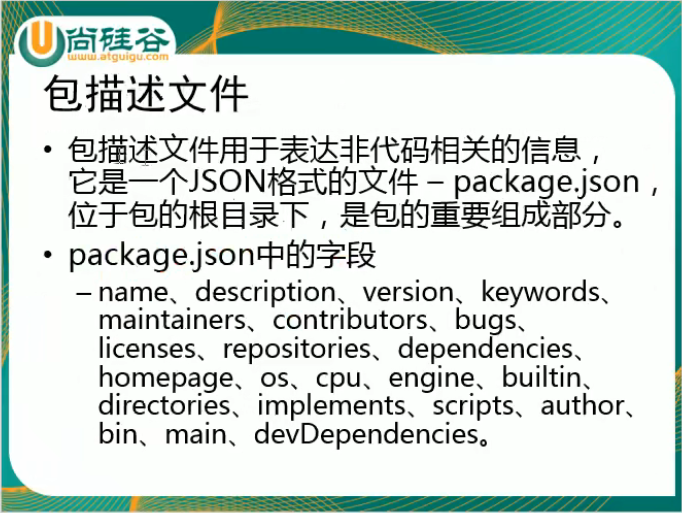 尚硅谷
www.atguigu.com
包描述文件
• 包描述文件用于表达非代码相关的信息，
它是一个JSON格式的文件 – package.json，
位于包的根目录下，是包的重要组成部分。
• package.json中的字段
– name、description、version、keywords、
maintainers、contributors、bugs、
licenses、repositories、dependencies、
homepage、os、cpu、engine、builtin、
directories、implements、scripts、author、
bin、main、devDependencies。